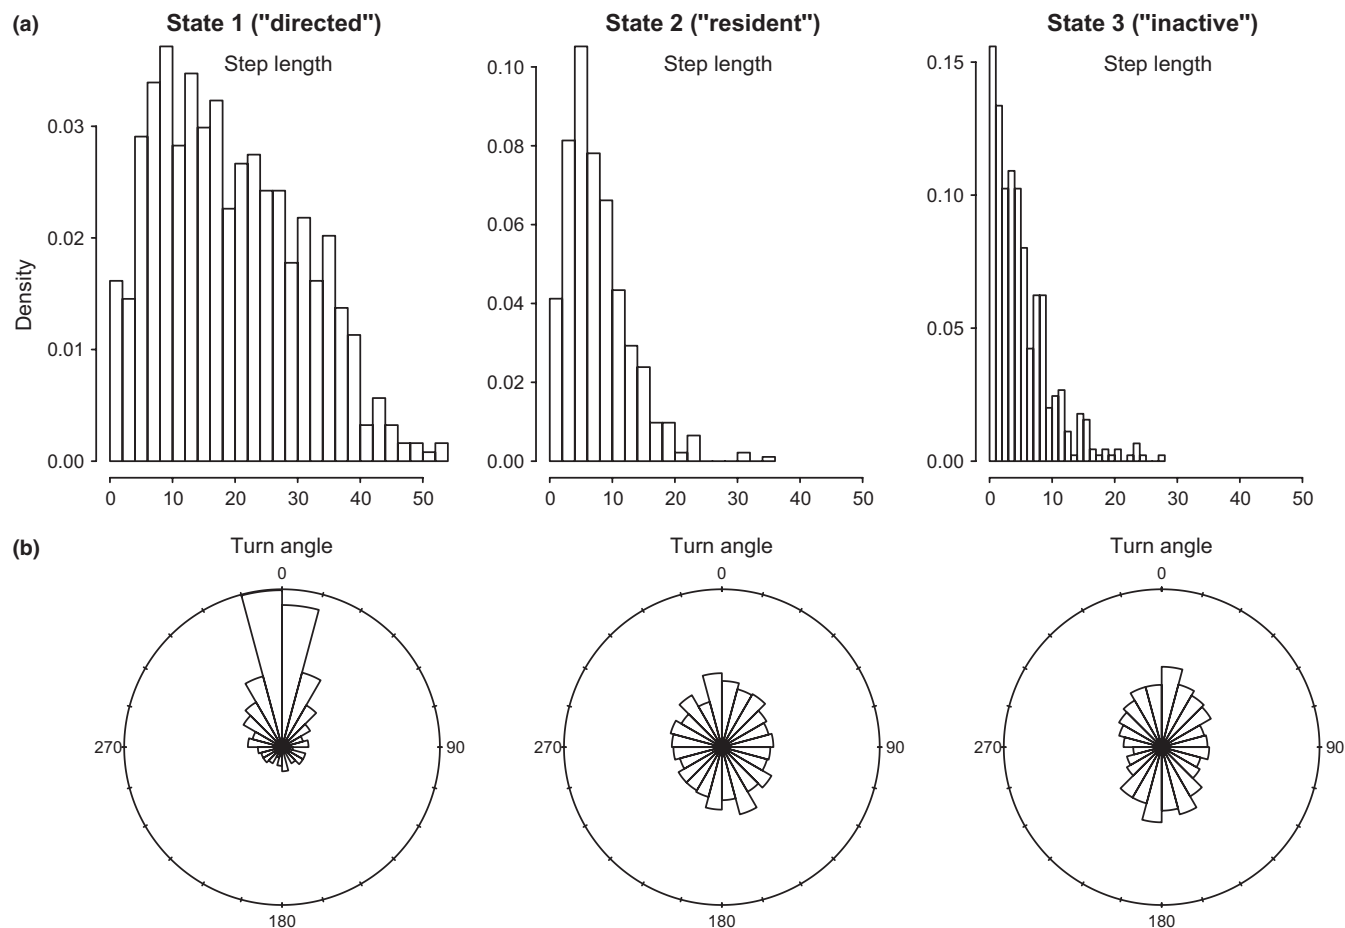 (a)
State 1 ("directed")
State 2 ("resident")
State 3 ("inactive")
Step length
Step length
Step length
Density
0.03
0.02
0.01
0.00
0 10 20 30 40 50
0.10
0.08
0.06
0.04
0.02
0.00
0 10 20 30 40 50
0.15
0.10
0.05
0.00
0 10 20 30 40 50
(b)
Turn angle
Turn angle
Turn angle
0
270
90
180
0
270
90
180
0
270
90
180